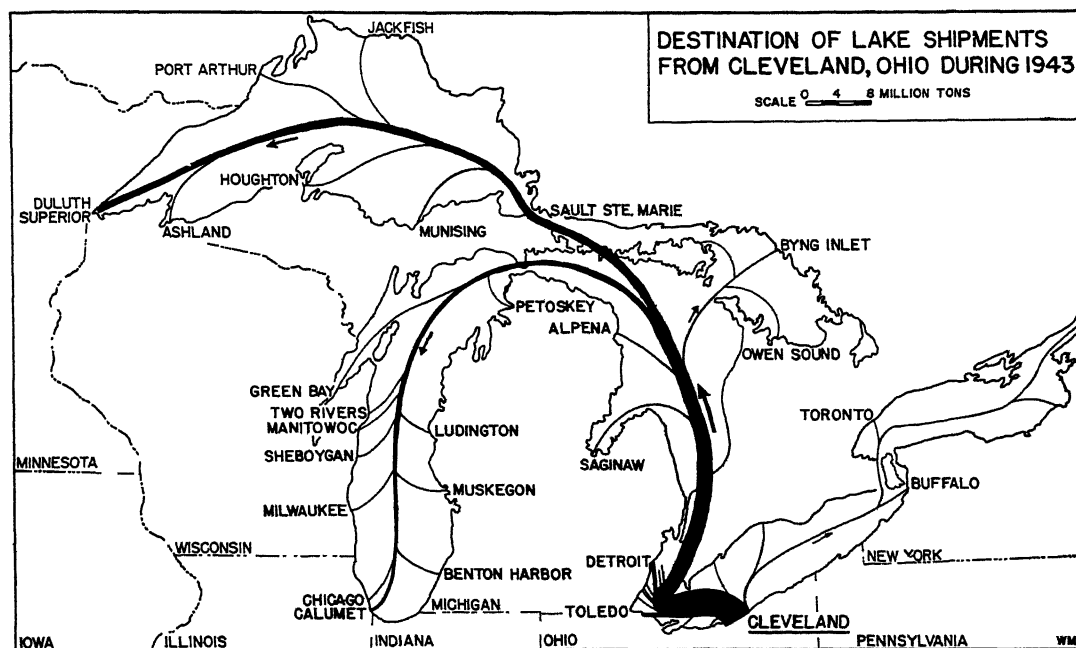 DESTINATION OF LAKE SHIPMENTS
FROM CLEVELAND, OHIO DURING 1943
SCALE 0 4 8 MILLION TONS
JACKFISH
PORT ARTHUR
HOUGHTON
DULUTH
SUPERIOR
ASHLAND
MUNISING
SAULT STE. MARIE
BYNG INLET
PETOSKEY
ALPENA
OWEN SOUND
GREEN BAY
TWO RIVERS
MANITOWOC
SHEBOYGAN
LUDINGTON
SAGINAW
TORONTO
MINNESOTA
MILWAUKEE
MUSKEGON
BUFFALO
WISCONSIN
DETROIT
NEW YORK
BENTON HARBOR
CHICAGO
CALUMET
MICHIGAN
TOLEDO
CLEVELAND
IOWA
ILLINOIS
INDIANA
OHIO
PENNSYLVANIA
WM